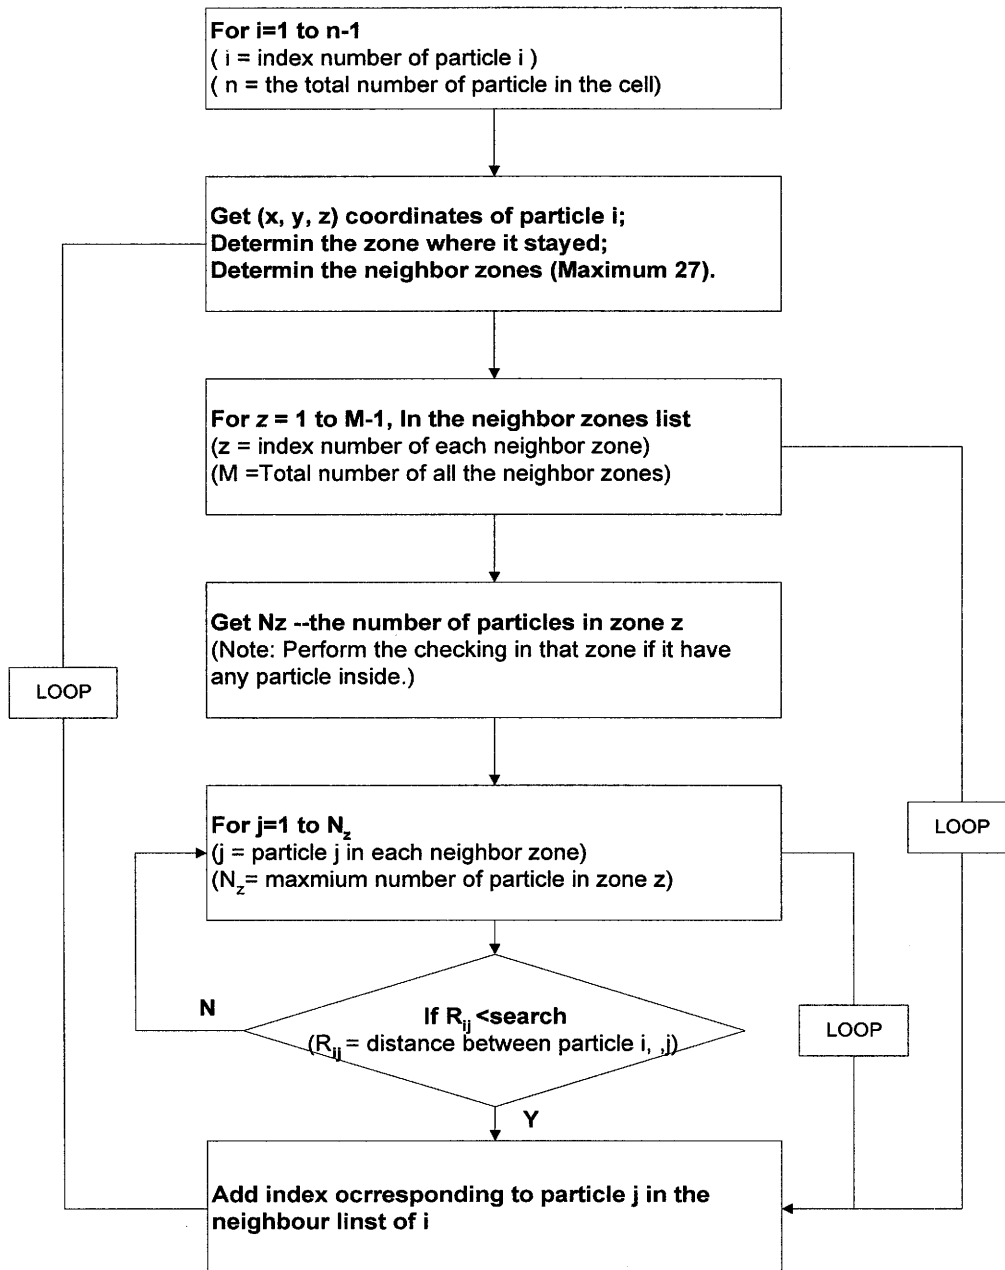 For i=1 to n-1
( i = index number of particle i )
( n = the total number of particle in the cell)
Get (x, y, z) coordinates of particle i;
Determin the zone where it stayed;
Determin the neighbor zones (Maximum 27).
For z = 1 to M-1, In the neighbor zones list
(z = index number of each neighbor zone)
(M =Total number of all the neighbor zones)
Get Nz --the number of particles in zone z
(Note: Perform the checking in that zone if it have
any particle inside.)
LOOP
For j=1 to Nz
(j = particle j in each neighbor zone)
(Nz= maxmium number of particle in zone z)
LOOP
N
If Rij <search
(Rij = distance between particle i, ,j)
LOOP
Y
Add index ocrresponding to particle j in the
neighbour linst of i